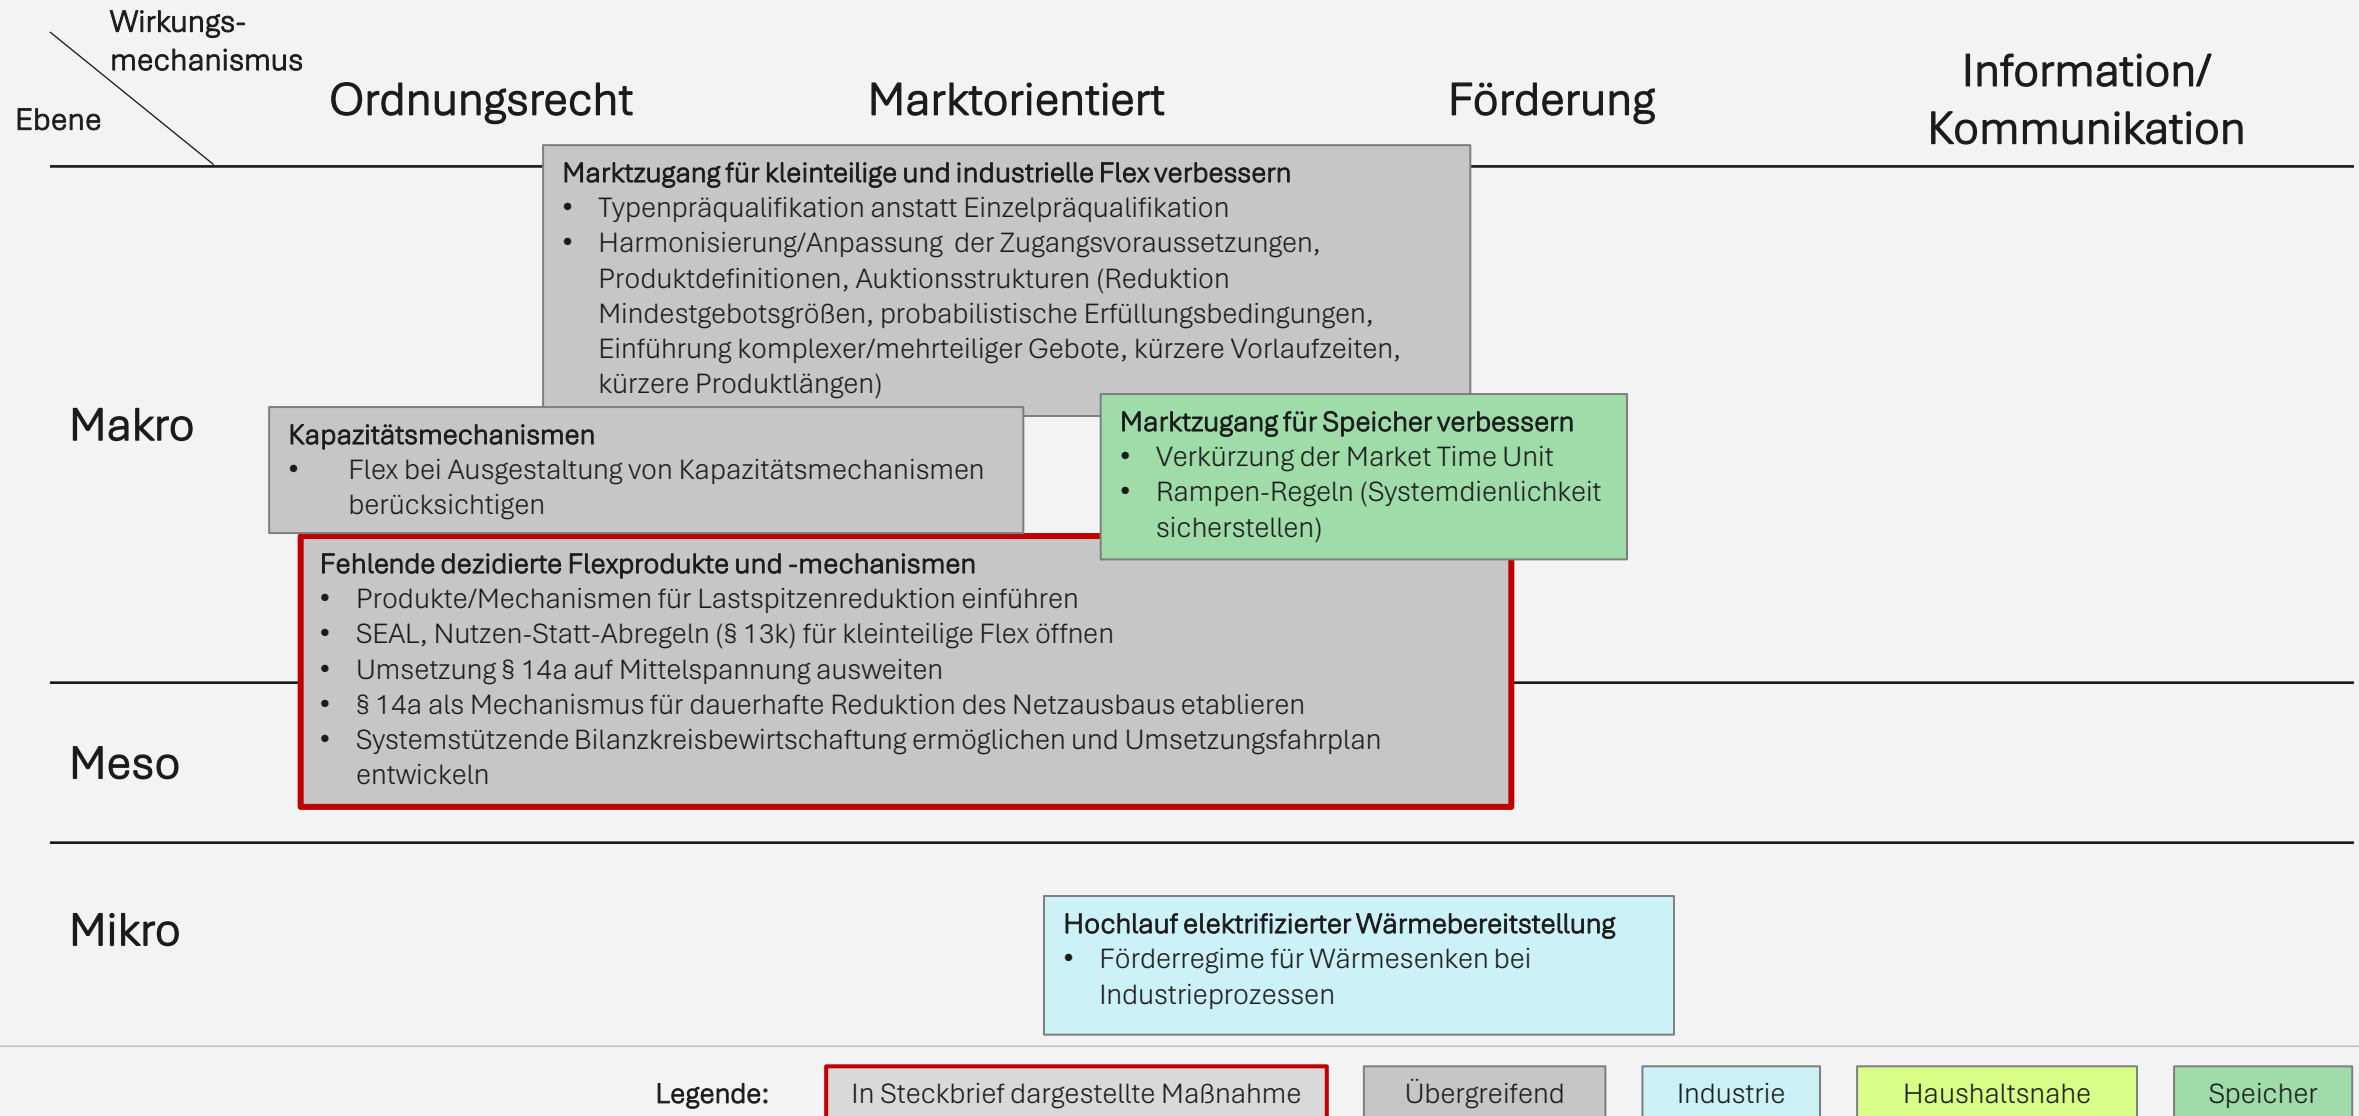 Wirkungs-
mechanismus
Ebene
Ordnungsrecht
Marktorientiert
Förderung
Information/
Kommunikation
Makro
Marktzugang für kleinteilige und industrielle Flex verbessern
• Typenpräqualifikation anstatt Einzelpräqualifikation
• Harmonisierung/Anpassung der Zugangsvoraussetzungen,
Produktdefinitionen, Auktionsstrukturen (Reduktion
Mindestgebotsgrößen, probabilistische Erfüllungsbedingungen,
Einführung komplexer/mehrteiliger Gebote, kürzere Vorlaufzeiten,
kürzere Produktlängen)
Kapazitätsmechanismen
• Flex bei Ausgestaltung von Kapazitätsmechanismen
berücksichtigen
Marktzugang für Speicher verbessern
• Verkürzung der Market Time Unit
• Rampen-Regeln (Systemdienlichkeit
sicherstellen)
Fehlende dezidierte Flexprodukte und -mechanismen
• Produkte/Mechanismen für Lastspitzenreduktion einführen
• SEAL, Nutzen-Statt-Abregeln (§ 13k) für kleinteilige Flex öffnen
• Umsetzung § 14a auf Mittelspannung ausweiten
• § 14a als Mechanismus für dauerhafte Reduktion des Netzausbaus etablieren
• Systemstützende Bilanzkreisbewirtschaftung ermöglichen und Umsetzungsfahrplan
entwickeln
Meso
Mikro
Hochlauf elektrifizierter Wärmebereitstellung
• Förderregime für Wärmesenken bei
Industrieprozessen
Legende:
In Steckbrief dargestellte Maßnahme
Übergreifend
Industrie
Haushaltsnahe
Speicher